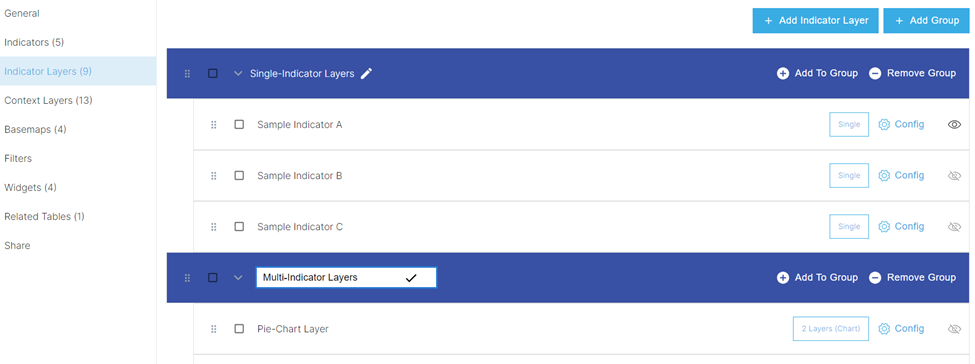 General
Indicators (5)
Indicator Layers (9)
Context Layers (13)
Basemaps (4)
Filters
Widgets (4)
Related Tables (1)
Share
+ Add Indicator Layer
+ Add Group
Single-Indicator Layers
Add To Group
Remove Group
Sample Indicator A
Single
Config
Sample Indicator B
Single
Config
Sample Indicator C
Single
Config
Multi-Indicator Layers
Add To Group
Remove Group
Pie-Chart Layer
2 Layers (Chart)
Config